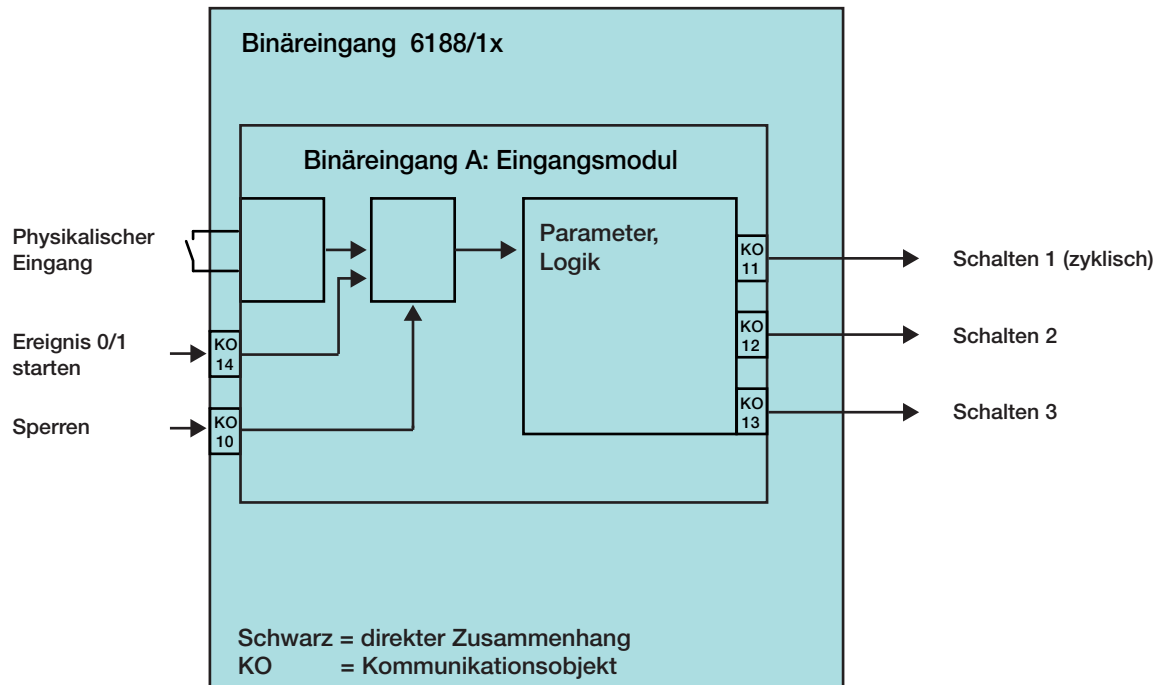 Binäreingang 6188/1x
Binäreingang A: Eingangsmodul
Physikalischer
Eingang
Parameter,
Logik
KO
11
Schalten 1 (zyklisch)
Ereignis 0/1
starten
KO
14
KO
12
Schalten 2
Sperren
KO
10
KO
13
Schalten 3
Schwarz = direkter Zusammenhang
KO = Kommunikationsobjekt